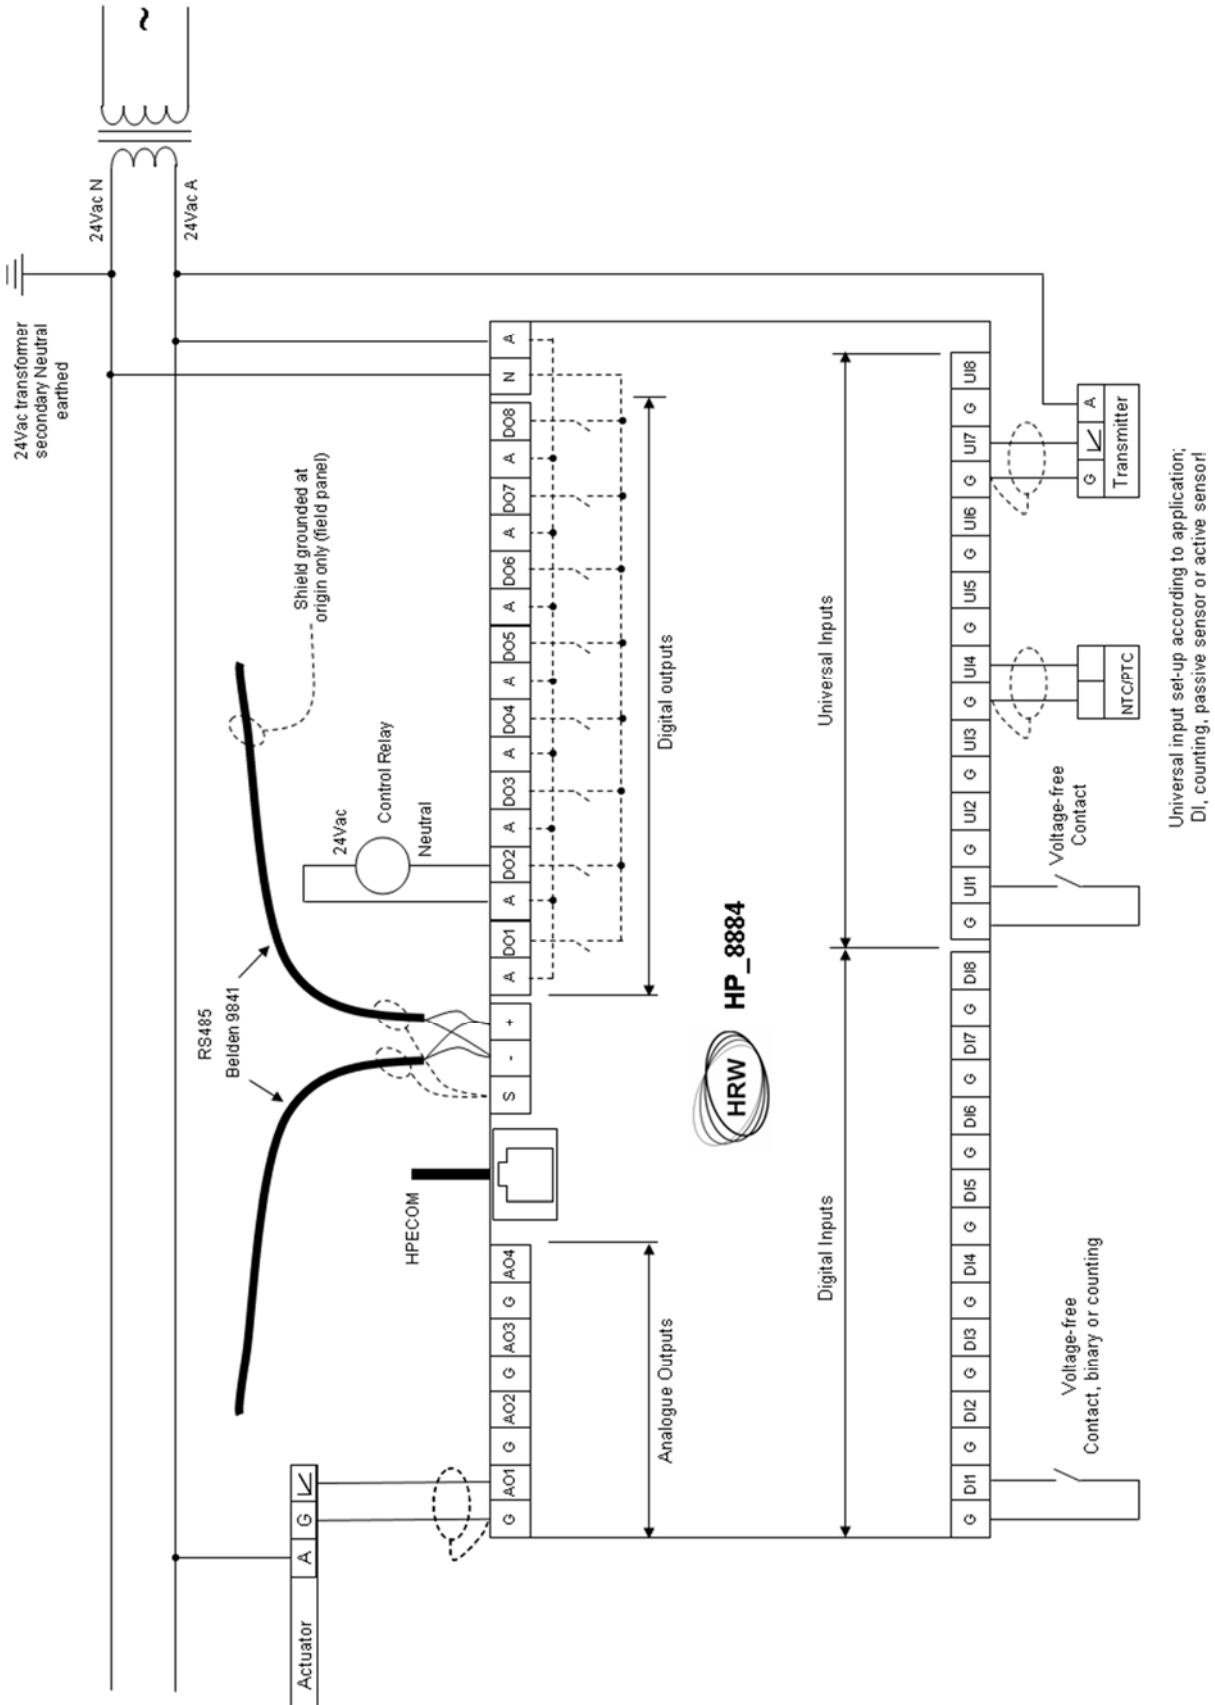 24Vac N
24Vac A
~
24Vac transformer
secondary Neutral
earthed
Shield grounded at
origin only (field panel)
RS485
Belden 9841
24Vac
Control Relay
Neutral
HPECOM
Actuator
A G
G AO1 G AO2 G AO3 G AO4
S - +
A DO1 A DO2 A DO3 A DO4 A DO5 A DO6 A DO7 A DO8 N A
Analogue Outputs
Digital outputs
HRW
HP_8884
Digital Inputs
Universal Inputs
G DI1 G DI2 G DI3 G DI4 G DI5 G DI6 G DI7 G DI8
G UI1 G UI2 G UI3 G UI4 G UI5 G UI6 G UI7 G UI8
Voltage-free
Contact, binary or counting
Voltage-free
Contact
NTC/PTC
G A
Transmitter
Universal input set-up according to application;
DI, counting, passive sensor or active sensor!